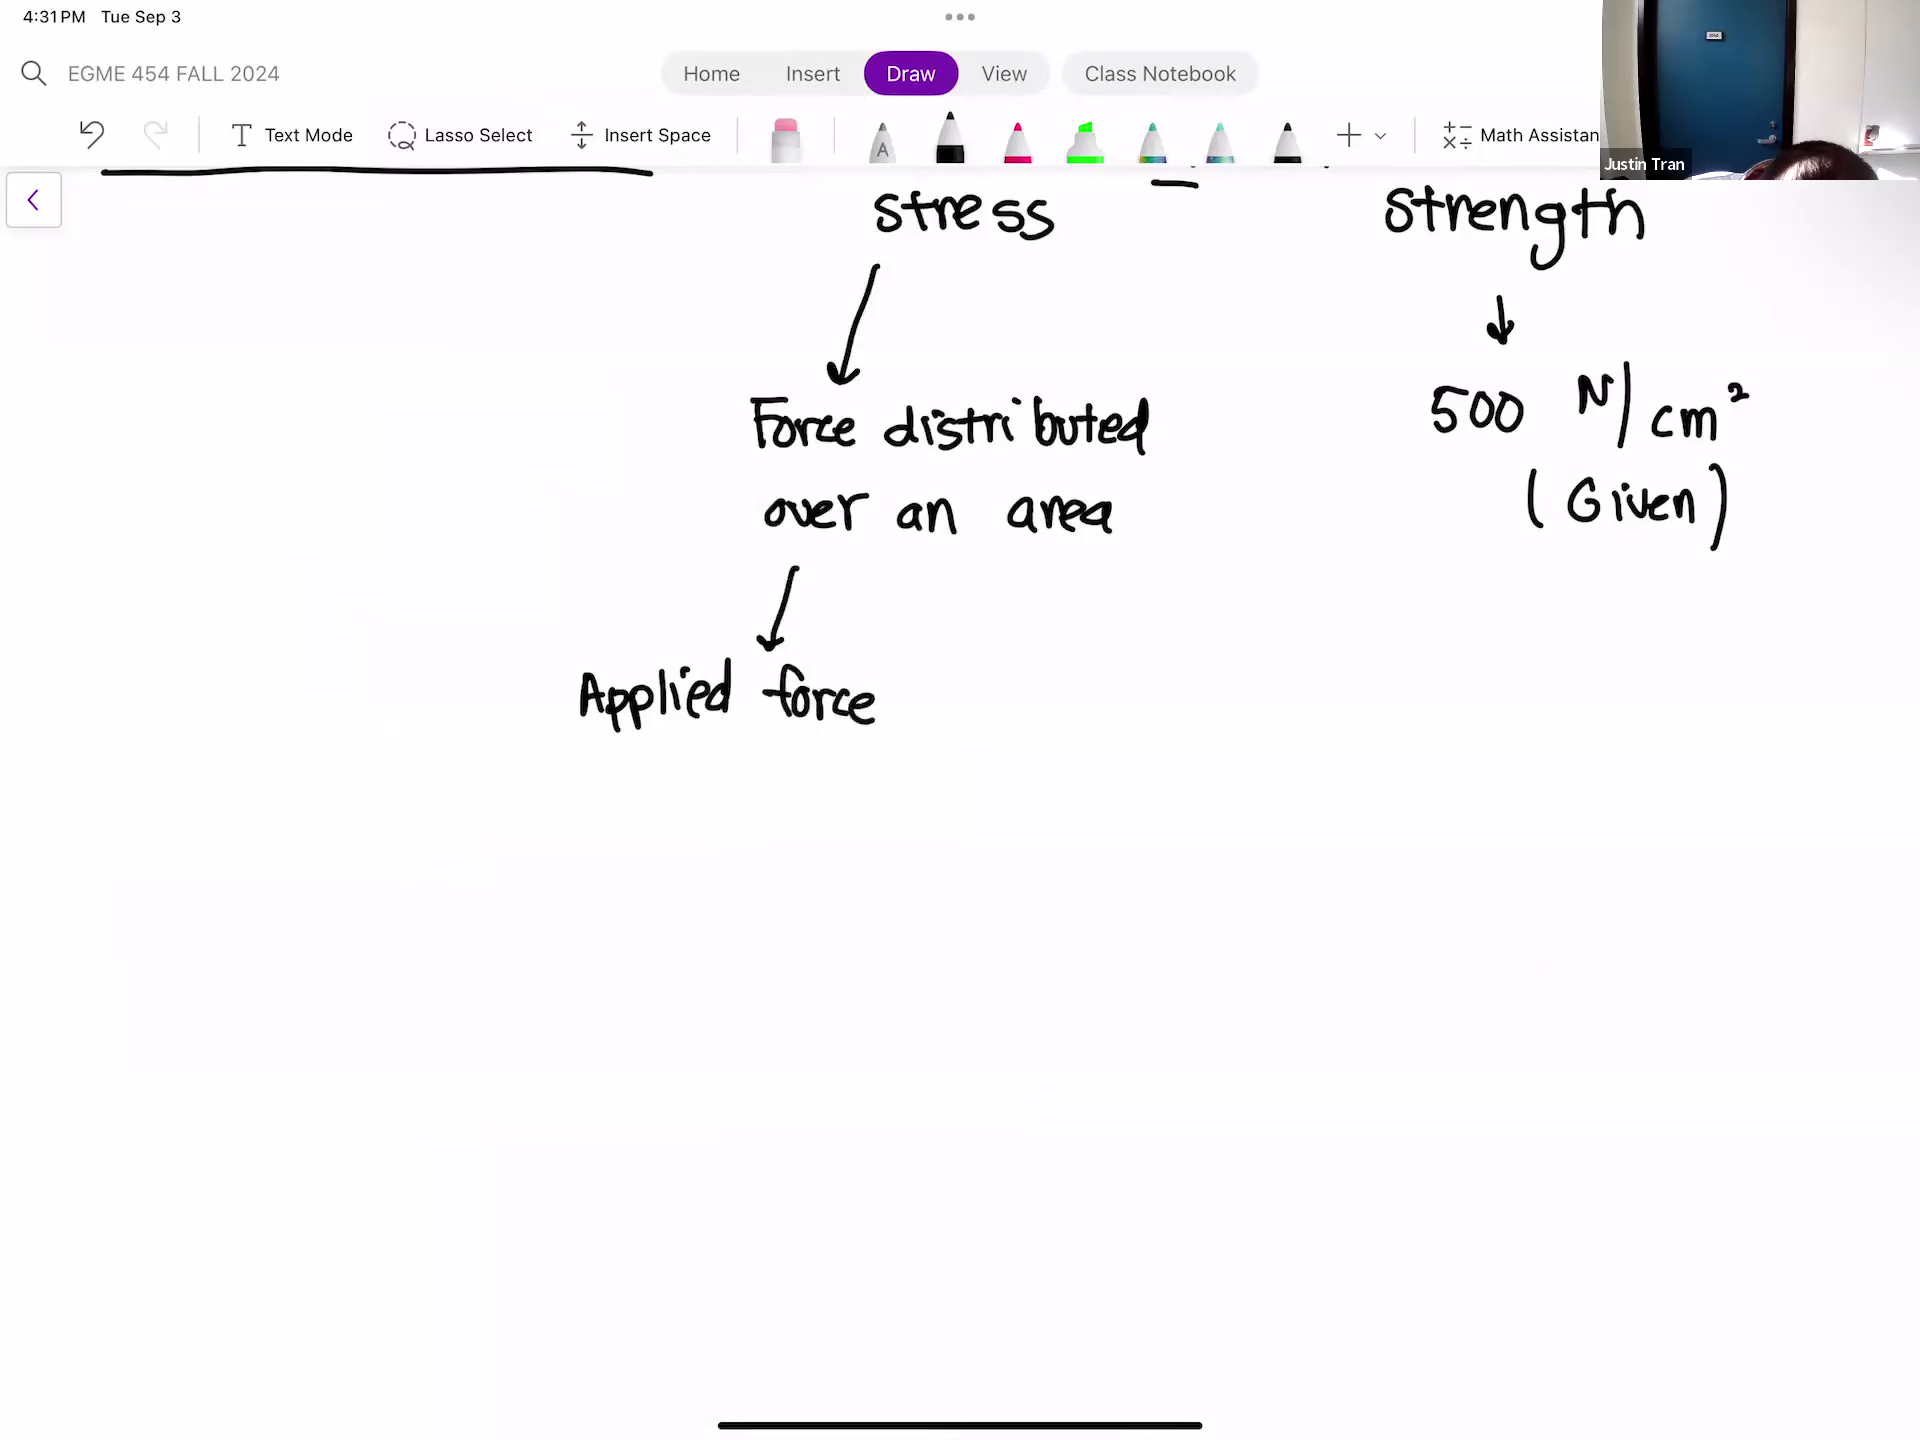 4:31 PM Tue Sep 3
EGME 454 FALL 2024
Home Insert Draw View Class Notebook
Text Mode Lasso Select Insert Space A Math Assistan
Justin Tran
stress strength
Force distributed 500 N/cm²
over an area (Given)
Applied force